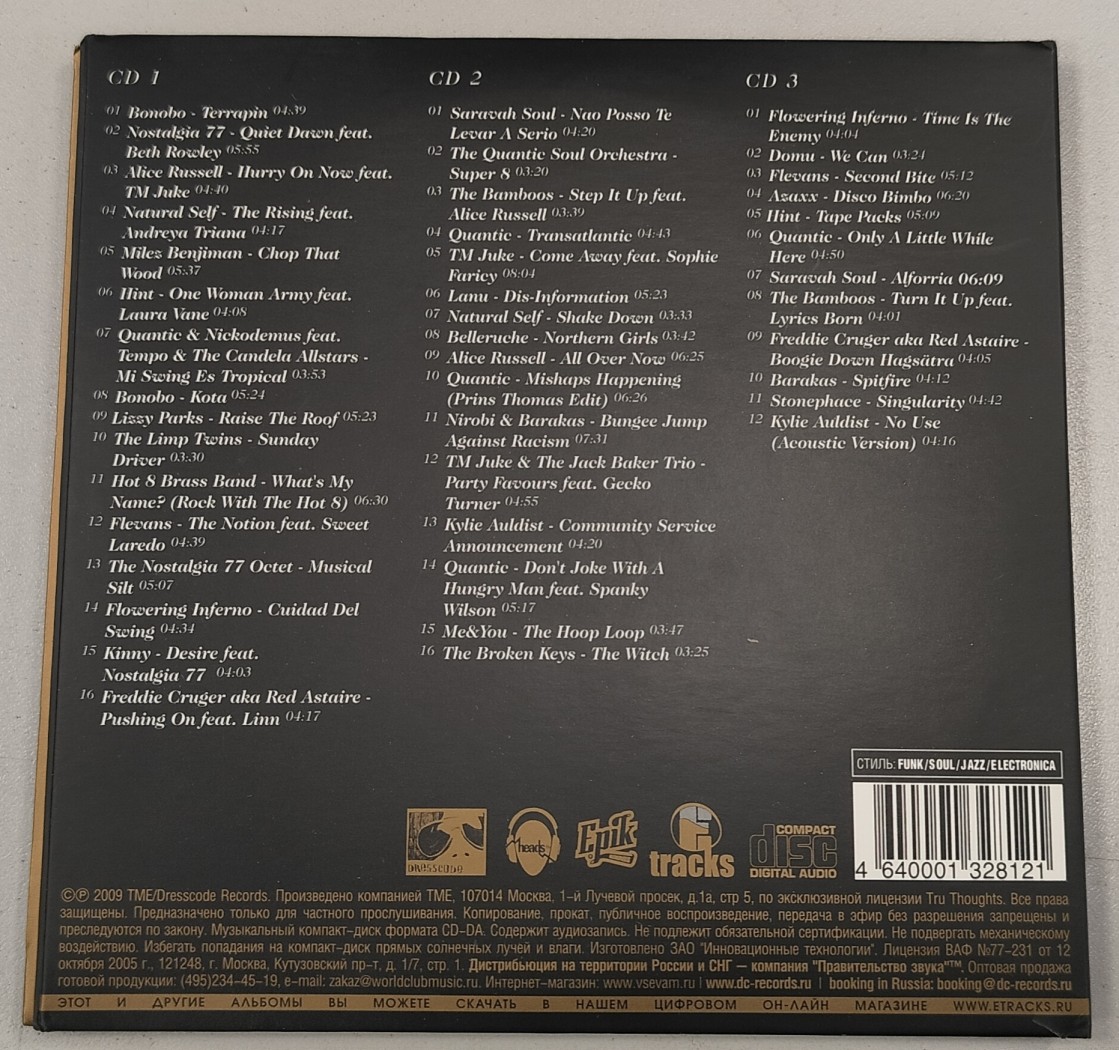 CD 1
01 Bonobo - Terrapin 04:39
02 Nostalgia 77 - Quiet Dawn feat.
Beth Rowley 05:55
03 Alice Russell - Hurry On Now feat.
TM Juke 04:40
04 Natural Self - The Rising feat.
Andreya Triana 04:17
05 Miles Benjiman - Chop That
Wood 05:37
06 Hint - One Woman Army feat.
Laura Vane 04:08
07 Quantic & Nickodemus feat.
Tempo & The Candela Allstars -
Mi Swing Es Tropical 03:53
08 Bonobo - Kota 05:24
09 Lizzy Parks - Raise The Roof 05:23
10 The Limp Twins - Sunday
Driver 03:30
11 Hot 8 Brass Band - What's My
Name? (Rock With The Hot 8) 06:30
12 Flevans - The Notion feat. Sweet
Laredo 04:39
13 The Nostalgia 77 Octet - Musical
Silt 05:07
14 Flowering Inferno - Cuidad Del
Swing 04:34
15 Kinny - Desire feat.
Nostalgia 77 04:03
16 Freddie Cruger aka Red Astaire -
Pushing On feat. Linn 04:17
CD 2
01 Saravah Soul - Nao Posso Te
Levar A Serio 04:20
02 The Quantic Soul Orchestra -
Super 8 03:20
03 The Bamboos - Step It Up feat.
Alice Russell 03:39
04 Quantic - Transatlantic 04:43
05 TM Juke - Come Away feat. Sophie
Faricy 08:04
06 Lanu - Dis-Information 05:23
07 Natural Self - Shake Down 03:33
08 Belleruche - Northern Girls 03:42
09 Alice Russell - All Over Now 06:25
10 Quantic - Mishaps Happening
(Prins Thomas Edit) 06:26
11 Nirobi & Barakas - Bungee Jump
Against Racism 07:31
12 TM Juke & The Jack Baker Trio -
Party Favours feat. Gecko
Turner 04:55
13 Kylie Auldist - Community Service
Announcement 04:20
14 Quantic - Don't Joke With A
Hungry Man feat. Spanky
Wilson 05:17
15 Me&You - The Hoop Loop 03:47
16 The Broken Keys - The Witch 03:25
CD 3
01 Flowering Inferno - Time Is The
Enemy 04:04
02 Domu - We Can 03:24
03 Flevans - Second Bite 05:12
04 Azaxx - Disco Bimbo 06:20
05 Hint - Tape Packs 05:09
06 Quantic - Only A Little While
Here 04:50
07 Saravah Soul - Alforria 06:09
08 The Bamboos - Turn It Up feat.
Lyrics Born 04:01
09 Freddie Cruger aka Red Astaire -
Boogie Down Hagsätra 04:05
10 Barakas - Spitfire 04:12
11 Stonephace - Singularity 04:42
12 Kylie Auldist - No Use
(Acoustic Version) 04:16
СТИЛЬ: FUNK/SOUL/JAZZ/ELECTRONICA
DRESSCODE
heads
Epik
E tracks
COMPACT
disc
DIGITAL AUDIO
4 640001 328121
©℗ 2009 TME/Dresscode Records. Произведено компанией TME, 107014 Москва, 1-й Лучевой просек, д.1а, стр 5, по эксклюзивной лицензии Tru Thoughts. Все права
защищены. Предназначено только для частного прослушивания. Копирование, прокат, публичное воспроизведение, передача в эфир без разрешения запрещены и
преследуются по закону. Музыкальный компакт-диск формата CD-DA. Содержит аудиозапись. Не подлежит обязательной сертификации. Не подвергать механическому
воздействию. Избегать попадания на компакт-диск прямых солнечных лучей и влаги. Изготовлено ЗАО "Инновационные технологии". Лицензия ВАФ №77-231 от 12
октября 2005 г., 121248, г. Москва, Кутузовский пр-т, д. 1/7, стр. 1. Дистрибьюция на территории России и СНГ — компания "Правительство звука"™. Оптовая продажа
готовой продукции: (495)234-45-19, e-mail: zakaz@worldclubmusic.ru. Интернет-магазин: www.vsevam.ru | www.dc-records.ru | booking in Russia: booking@dc-records.ru
ЭТОТ И ДРУГИЕ АЛЬБОМЫ ВЫ МОЖЕТЕ СКАЧАТЬ В НАШЕМ ЦИФРОВОМ ОН-ЛАЙН МАГАЗИНЕ WWW.ETRACKS.RU